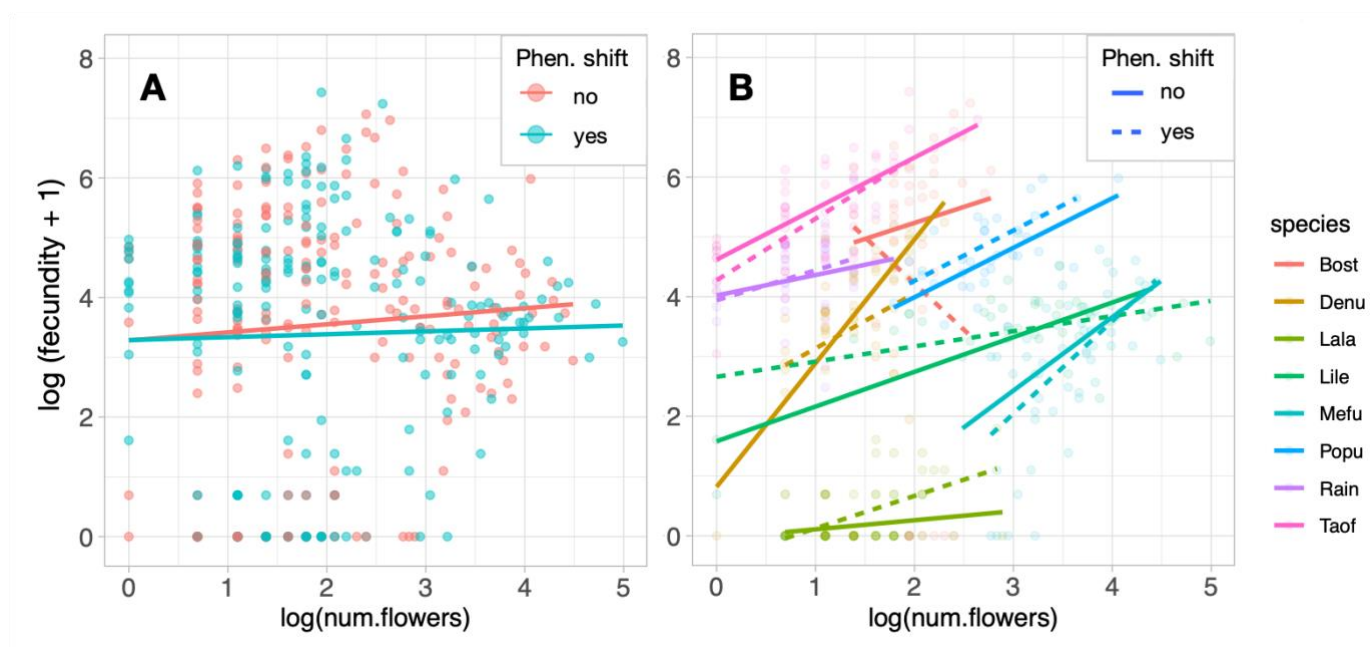 A
Phen. shift
no
yes
8
6
4
2
0
0 1 2 3 4 5
log (fecundity + 1)
log(num.flowers)
B
Phen. shift
no
yes
8
6
4
2
0
0 1 2 3 4 5
log(num.flowers)
species
Bost
Denu
Lala
Lile
Mefu
Popu
Rain
Taof